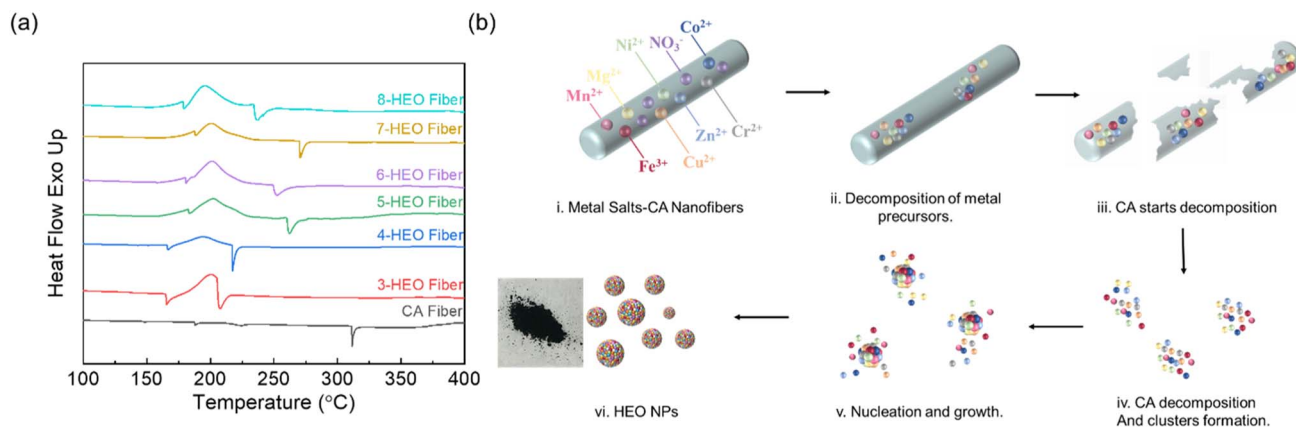 (a)
Heat Flow Exo Up
8-HEO Fiber
7-HEO Fiber
6-HEO Fiber
5-HEO Fiber
4-HEO Fiber
3-HEO Fiber
CA Fiber
100 150 200 250 300 350 400
Temperature (°C)
(b)
Co²⁺
NO₃⁻
Ni²⁺
Mg²⁺
Mn²⁺
Cr²⁺
Zn²⁺
Cu²⁺
Fe³⁺
i. Metal Salts-CA Nanofibers
ii. Decomposition of metal
precursors.
iii. CA starts decomposition
iv. CA decomposition
And clusters formation.
v. Nucleation and growth.
vi. HEO NPs